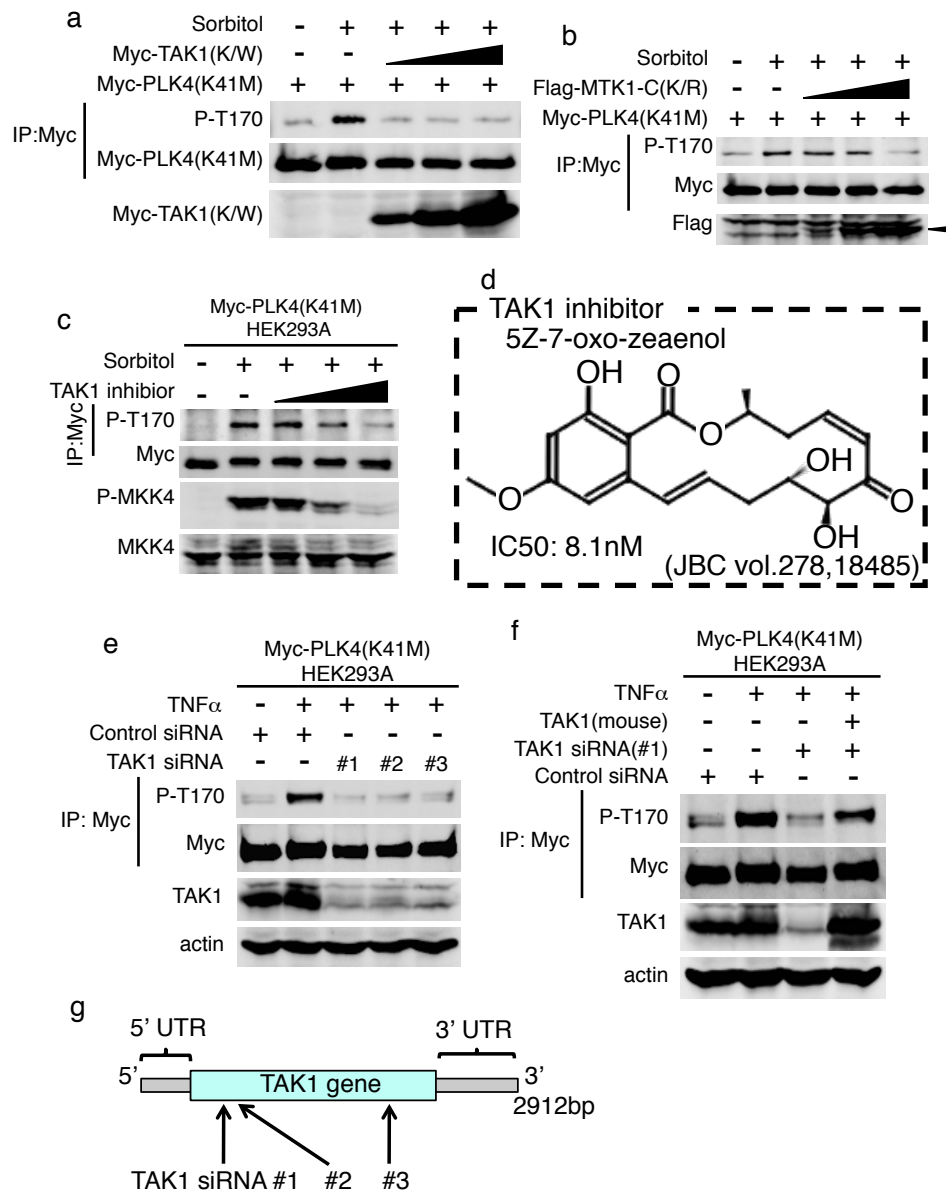 a
Sorbitol - + + + +
Myc-TAK1(K/W) - -
Myc-PLK4(K41M) + + + + +
IP:Myc
P-T170
Myc-PLK4(K41M)
Myc-TAK1(K/W)
b
Sorbitol - + + + +
Flag-MTK1-C(K/R) - -
Myc-PLK4(K41M) + + + + +
IP:Myc
P-T170
Myc
Flag
c
Myc-PLK4(K41M)
HEK293A
Sorbitol - + + + +
TAK1 inhibior - -
IP:Myc
P-T170
Myc
P-MKK4
MKK4
d
TAK1 inhibitor
5Z-7-oxo-zeaenol
OH
O
O
OH
O
O
OH
IC50: 8.1nM
(JBC vol.278,18485)
e
Myc-PLK4(K41M)
HEK293A
TNFα - + + + +
Control siRNA + + - - -
TAK1 siRNA - - #1 #2 #3
IP: Myc
P-T170
Myc
TAK1
actin
f
Myc-PLK4(K41M)
HEK293A
TNFα - + + +
TAK1(mouse) - - - +
TAK1 siRNA(#1) - - + +
Control siRNA + + - -
IP: Myc
P-T170
Myc
TAK1
actin
g
5' UTR
3' UTR
5'
TAK1 gene
3'
2912bp
TAK1 siRNA #1 #2 #3